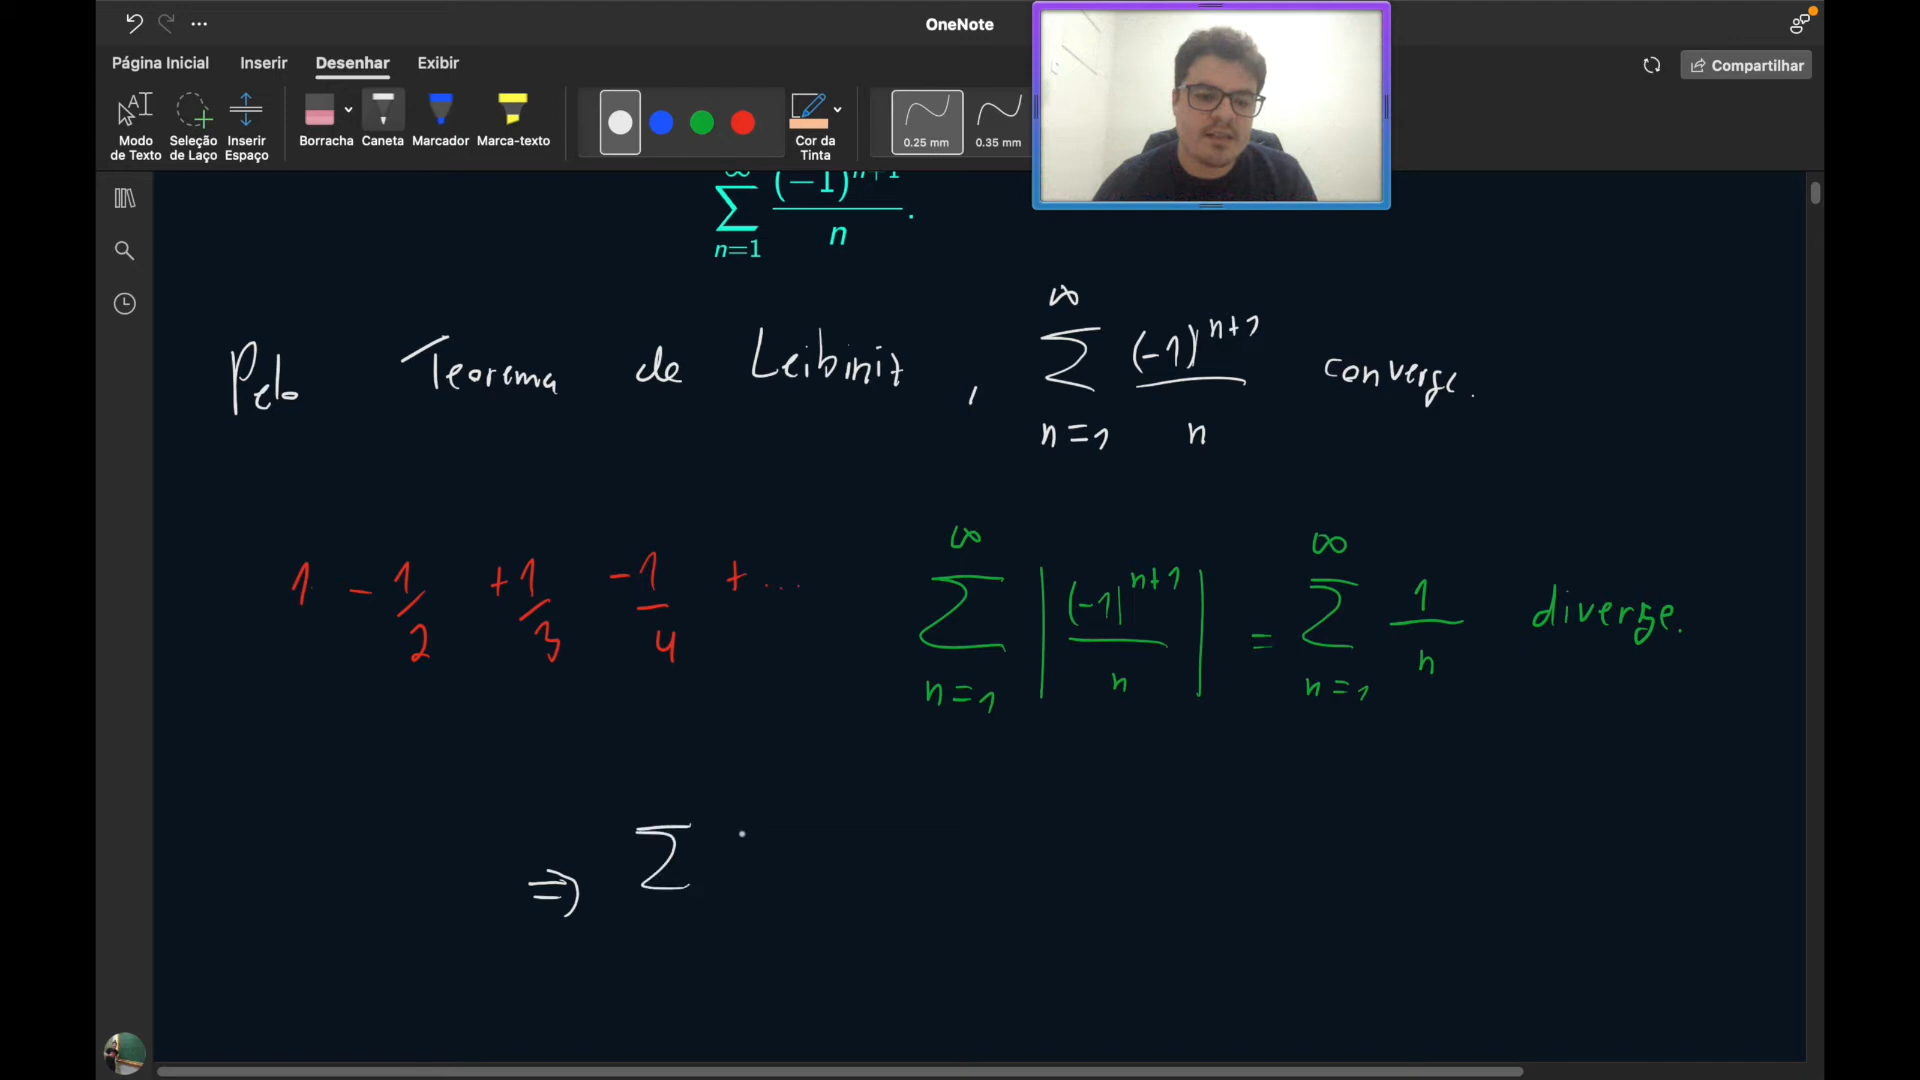 OneNote
Página Inicial Inserir Desenhar Exibir
Compartilhar
Modo de Texto Seleção de Laço Inserir Espaço Borracha Caneta Marcador Marca-texto Cor da Tinta 0.25 mm 0.35 mm
∑_{n=1}^{∞} (−1)^{n+1}/n.
Pelo Teorema de Leibiniz, ∑_{n=1}^{∞} (-1)^{n+1}/n converge.
1 - 1/2 + 1/3 - 1/4 + ...
∑_{n=1}^{∞} |(-1)^{n+1}/n| = ∑_{n=1}^{∞} 1/n diverge.
⇒ ∑